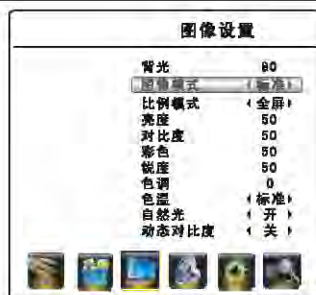 图像设置
背光 80
图像模式 标准
比例模式 全屏
亮度 50
对比度 50
彩色 50
锐度 50
色调 0
色温 标准
自然光 开
动态对比度 关